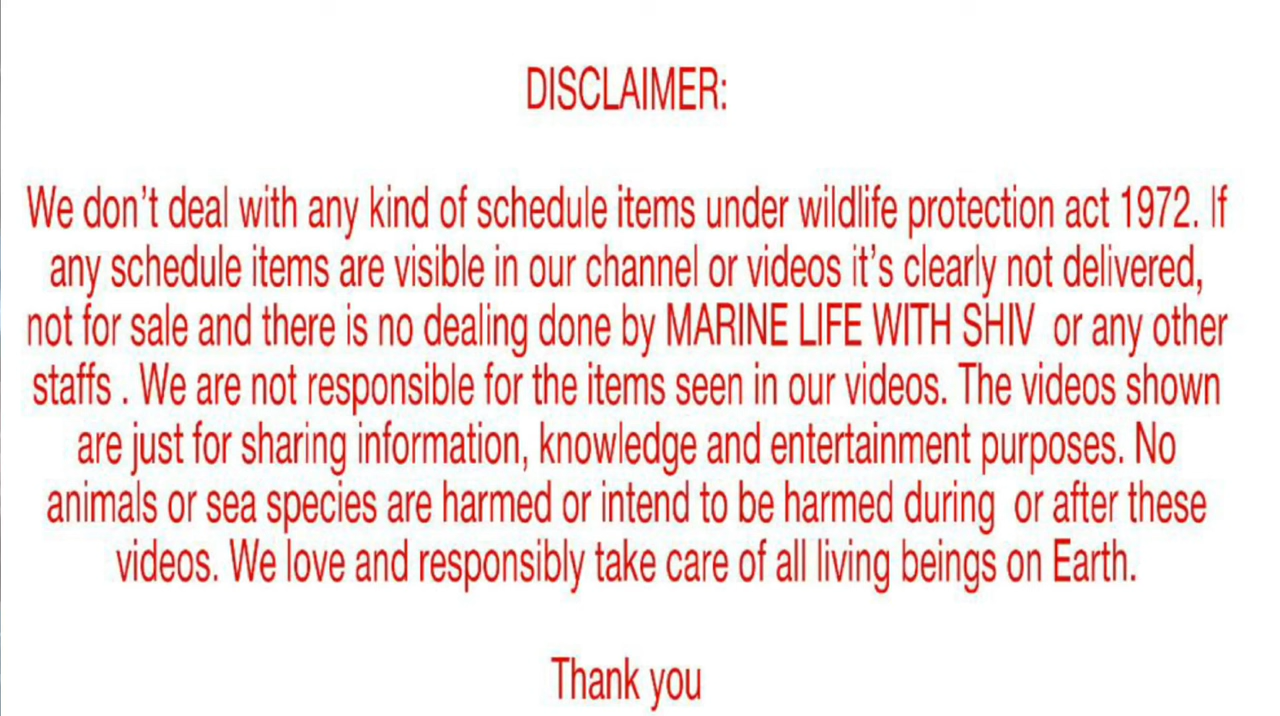 DISCLAIMER:
We don't deal with any kind of schedule items under wildlife protection act 1972. If
any schedule items are visible in our channel or videos it's clearly not delivered,
not for sale and there is no dealing done by MARINE LIFE WITH SHIV or any other
staffs . We are not responsible for the items seen in our videos. The videos shown
are just for sharing information, knowledge and entertainment purposes. No
animals or sea species are harmed or intend to be harmed during or after these
videos. We love and responsibly take care of all living beings on Earth.
Thank you